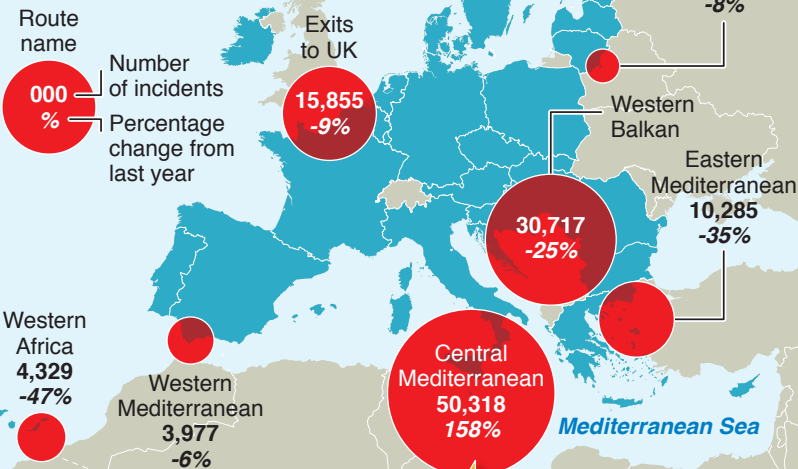 Route
name
000
%
Number
of incidents
Percentage
change from
last year
Exits
to UK
15,855
-9%
-8%
Western
Balkan
30,717
-25%
Eastern
Mediterranean
10,285
-35%
Western
Africa
4,329
-47%
Western
Mediterranean
3,977
-6%
Central
Mediterranean
50,318
158%
Mediterranean Sea